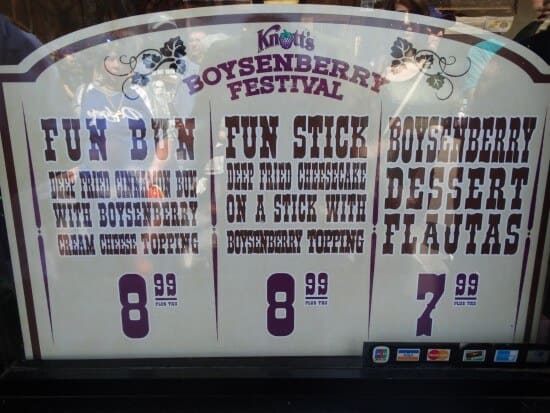 Knott's
BOYSENBERRY
FESTIVAL
FUN BUN
DEEP FRIED CINNAMON BUN
WITH BOYSENBERRY
CREAM CHEESE TOPPING
8 99
PLUS TAX
FUN STICK
DEEP FRIED CHEESECAKE
ON A STICK WITH
BOYSENBERRY TOPPING
8 99
PLUS TAX
BOYSENBERRY
DESSERT
FLAUTAS
7 99
PLUS TAX